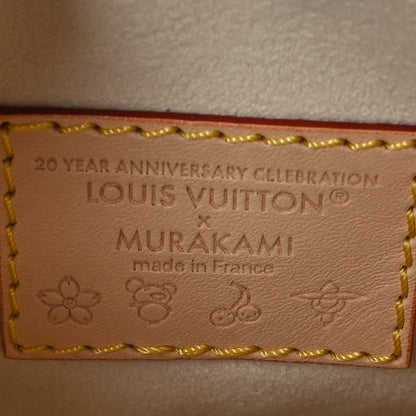 20 YEAR ANNIVERSARY CELEBRATION
LOUIS VUITTON®
x
MURAKAMI
made in France